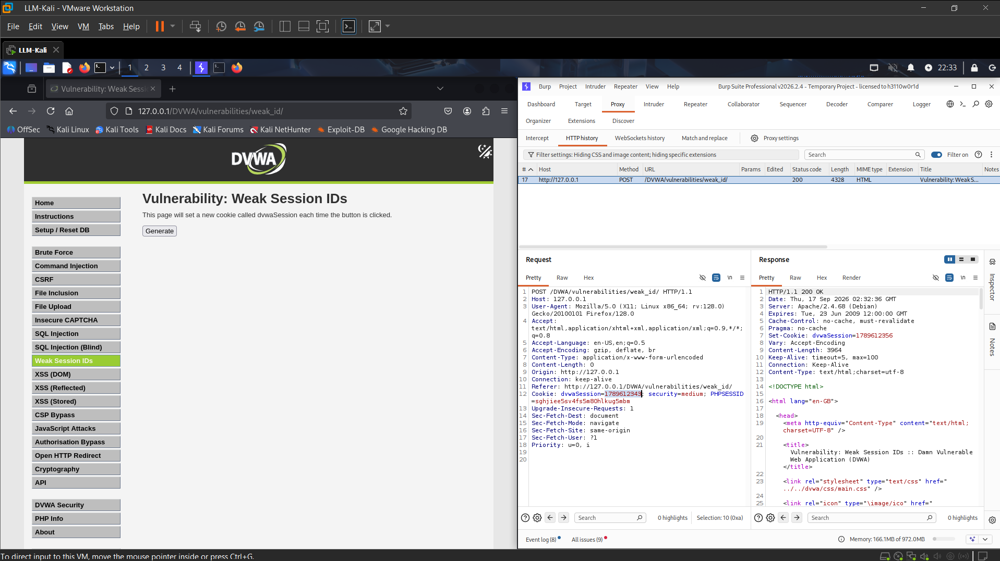 LLM-Kali - VMware Workstation
File Edit View VM Tabs Help
LLM-Kali
1 2 3 4
22:33
Vulnerability: Weak Sessi
127.0.0.1/DVWA/vulnerabilities/weak_id/
OffSec Kali Linux Kali Tools Kali Docs Kali Forums Kali NetHunter Exploit-DB Google Hacking DB
DVWA
Home
Instructions
Setup / Reset DB
Brute Force
Command Injection
CSRF
File Inclusion
File Upload
Insecure CAPTCHA
SQL Injection
SQL Injection (Blind)
Weak Session IDs
XSS (DOM)
XSS (Reflected)
XSS (Stored)
CSP Bypass
JavaScript Attacks
Authorisation Bypass
Open HTTP Redirect
Cryptography
API
DVWA Security
PHP Info
About
Vulnerability: Weak Session IDs
This page will set a new cookie called dvwaSession each time the button is clicked.
Generate
Burp Project Intruder Repeater View Help Burp Suite Professional v2026.2.4 - Temporary Project - licensed to h3110w0r1d
Dashboard Target Proxy Intruder Repeater Collaborator Sequencer Decoder Comparer Logger
Organizer Extensions Discover
Intercept HTTP history WebSockets history Match and replace Proxy settings
Filter settings: Hiding CSS and image content; hiding specific extensions Search Filter on
# Host Method URL Params Edited Status code Length MIME type Extension Title Notes
17 http://127.0.0.1 POST /DVWA/vulnerabilities/weak_id/ 200 4328 HTML Vulnerability: Weak S...
Request
Pretty Raw Hex \n
1 POST /DVWA/vulnerabilities/weak_id/ HTTP/1.1
2 Host: 127.0.0.1
3 User-Agent: Mozilla/5.0 (X11; Linux x86_64; rv:128.0)
Gecko/20100101 Firefox/128.0
4 Accept:
text/html,application/xhtml+xml,application/xml;q=0.9,*/*;
q=0.8
5 Accept-Language: en-US,en;q=0.5
6 Accept-Encoding: gzip, deflate, br
7 Content-Type: application/x-www-form-urlencoded
8 Content-Length: 0
9 Origin: http://127.0.0.1
10 Connection: keep-alive
11 Referer: http://127.0.0.1/DVWA/vulnerabilities/weak_id/
12 Cookie: dvwaSession=1789612343; security=medium; PHPSESSID
=sghjiee5sv4fs5m80hlkug5mbm
13 Upgrade-Insecure-Requests: 1
14 Sec-Fetch-Dest: document
15 Sec-Fetch-Mode: navigate
16 Sec-Fetch-Site: same-origin
17 Sec-Fetch-User: ?1
18 Priority: u=0, i
19
20
Search 0 highlights Selection: 10 (0xa)
Response
Pretty Raw Hex Render \n
1 HTTP/1.1 200 OK
2 Date: Thu, 17 Sep 2026 02:32:36 GMT
3 Server: Apache/2.4.68 (Debian)
4 Expires: Tue, 23 Jun 2009 12:00:00 GMT
5 Cache-Control: no-cache, must-revalidate
6 Pragma: no-cache
7 Set-Cookie: dvwaSession=1789612356
8 Vary: Accept-Encoding
9 Content-Length: 3964
10 Keep-Alive: timeout=5, max=100
11 Connection: Keep-Alive
12 Content-Type: text/html;charset=utf-8
13
14 <!DOCTYPE html>
15
16 <html lang="en-GB">
17
18 <head>
19 <meta http-equiv="Content-Type" content="text/html;
charset=UTF-8" />
20
21 <title>
Vulnerability: Weak Session IDs :: Damn Vulnerable
Web Application (DVWA)
</title>
22
23 <link rel="stylesheet" type="text/css" href="
../../dvwa/css/main.css" />
24
25 <link rel="icon" type="\image/ico" href="
Search 0 highlights
Inspector
Notes
Event log (8) All issues (9) Memory: 166.1MB of 972.0MB
To direct input to this VM, move the mouse pointer inside or press Ctrl+G.